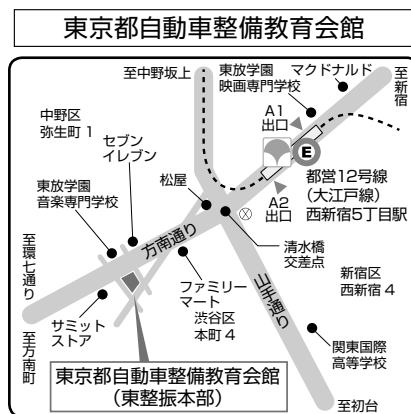 東京都自動車整備教育会館
至中野坂上
東放学園
映画専門学校
マクドナルド
至新宿
中野区
弥生町 1
A1
出口
セブン
イレブン
E
都営12号線
(大江戸線)
西新宿5丁目駅
松屋
A2
出口
東放学園
音楽専門学校
方南通り
清水橋
交差点
至環七通り
山手通り
新宿区
西新宿 4
ファミリー
マート
渋谷区
本町 4
サミット
ストア
至方南町
関東国際
高等学校
東京都自動車整備教育会館
(東整振本部)
至初台